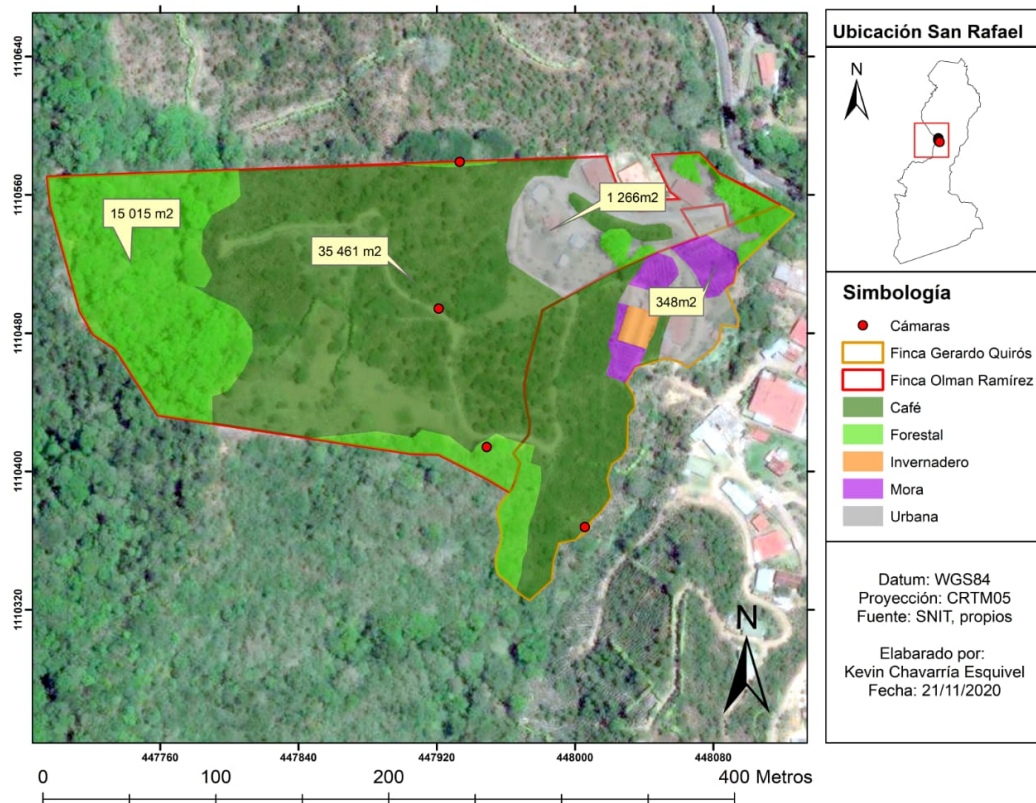 1110640
1110560
1110480
1110400
1110320
15 015 m2
35 461 m2
1 266m2
348m2
N
447760
447840
447920
448000
448080
0
100
200
400 Metros
Ubicación San Rafael
N
Simbología
Cámaras
Finca Gerardo Quirós
Finca Olman Ramírez
Café
Forestal
Invernadero
Mora
Urbana
Datum: WGS84
Proyección: CRTM05
Fuente: SNIT, propios
Elabarado por:
Kevin Chavarría Esquivel
Fecha: 21/11/2020